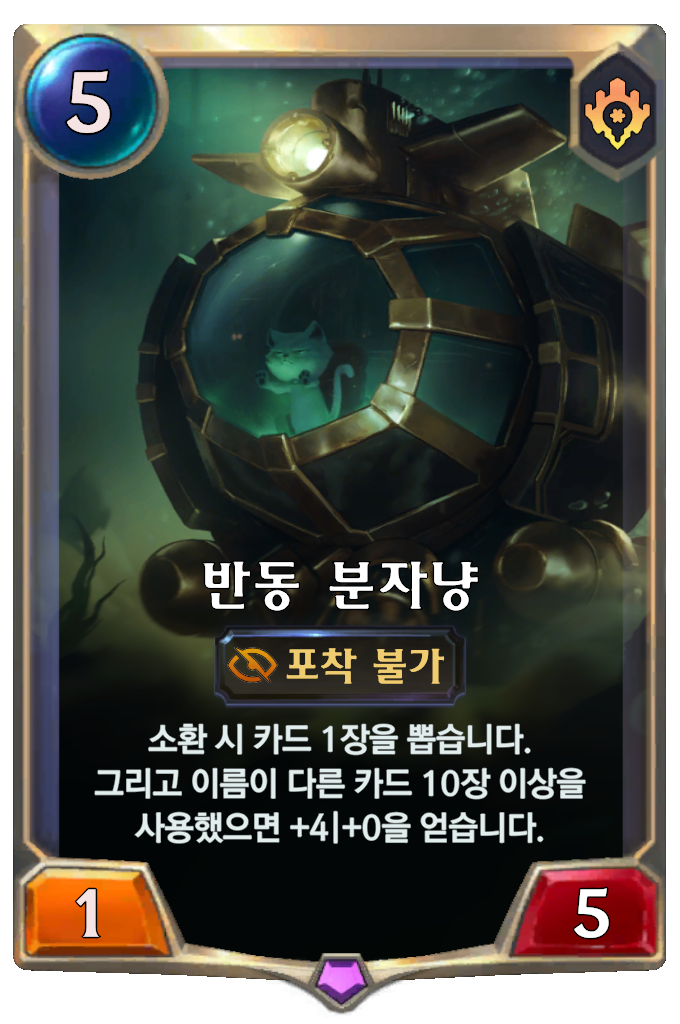 5
반동 분자냥
포착 불가
소환 시 카드 1장을 뽑습니다.
그리고 이름이 다른 카드 10장 이상을
사용했으면 +4|+0을 얻습니다.
1
5